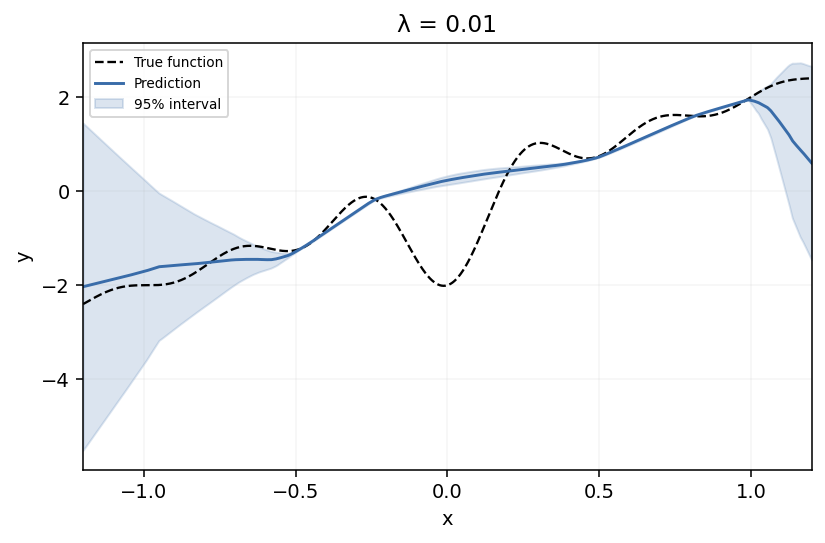 λ = 0.01
True function
Prediction
95% interval
y
2
0
−2
−4
−1.0 −0.5 0.0 0.5 1.0
x